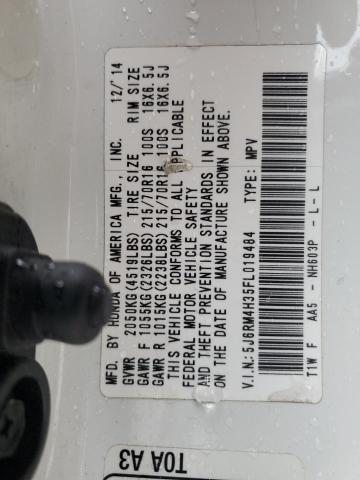 MFD. BY HONDA OF AMERICA MFG., INC. 12/'14
GVWR 2050KG(4519LBS) TIRE SIZE RIM SIZE
GAWR F 1055KG(2326LBS) 215/70R16 100S 16X6.5J
GAWR R 1015KG(2238LBS) 215/70R16 100S 16X6.5J
THIS VEHICLE CONFORMS TO ALL APPLICABLE
FEDERAL MOTOR VEHICLE SAFETY
AND THEFT PREVENTION STANDARDS IN EFFECT
ON THE DATE OF MANUFACTURE SHOWN ABOVE.
V.I.N.:5J6RM4H35FL019484 TYPE: MPV
T1W F AA5 - NH603P - L - L
TOA A3